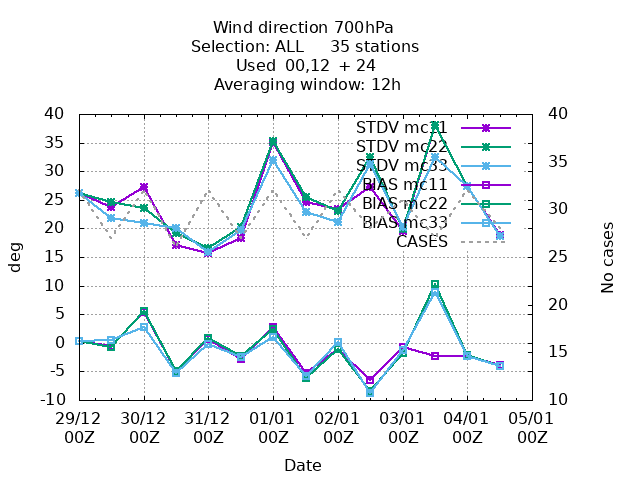 Wind direction 700hPa
Selection: ALL     35 stations
Used  00,12  + 24
Averaging window: 12h
40 40
35 35
30 30
25 25
20 20
15 15
10 10
5
0
-5
-10
STDV mc11
STDV mc22
STDV mc33
BIAS mc11
BIAS mc22
BIAS mc33
CASES
deg
No cases
29/12 30/12 31/12 01/01 02/01 03/01 04/01 05/01
00Z 00Z 00Z 00Z 00Z 00Z 00Z 00Z
Date